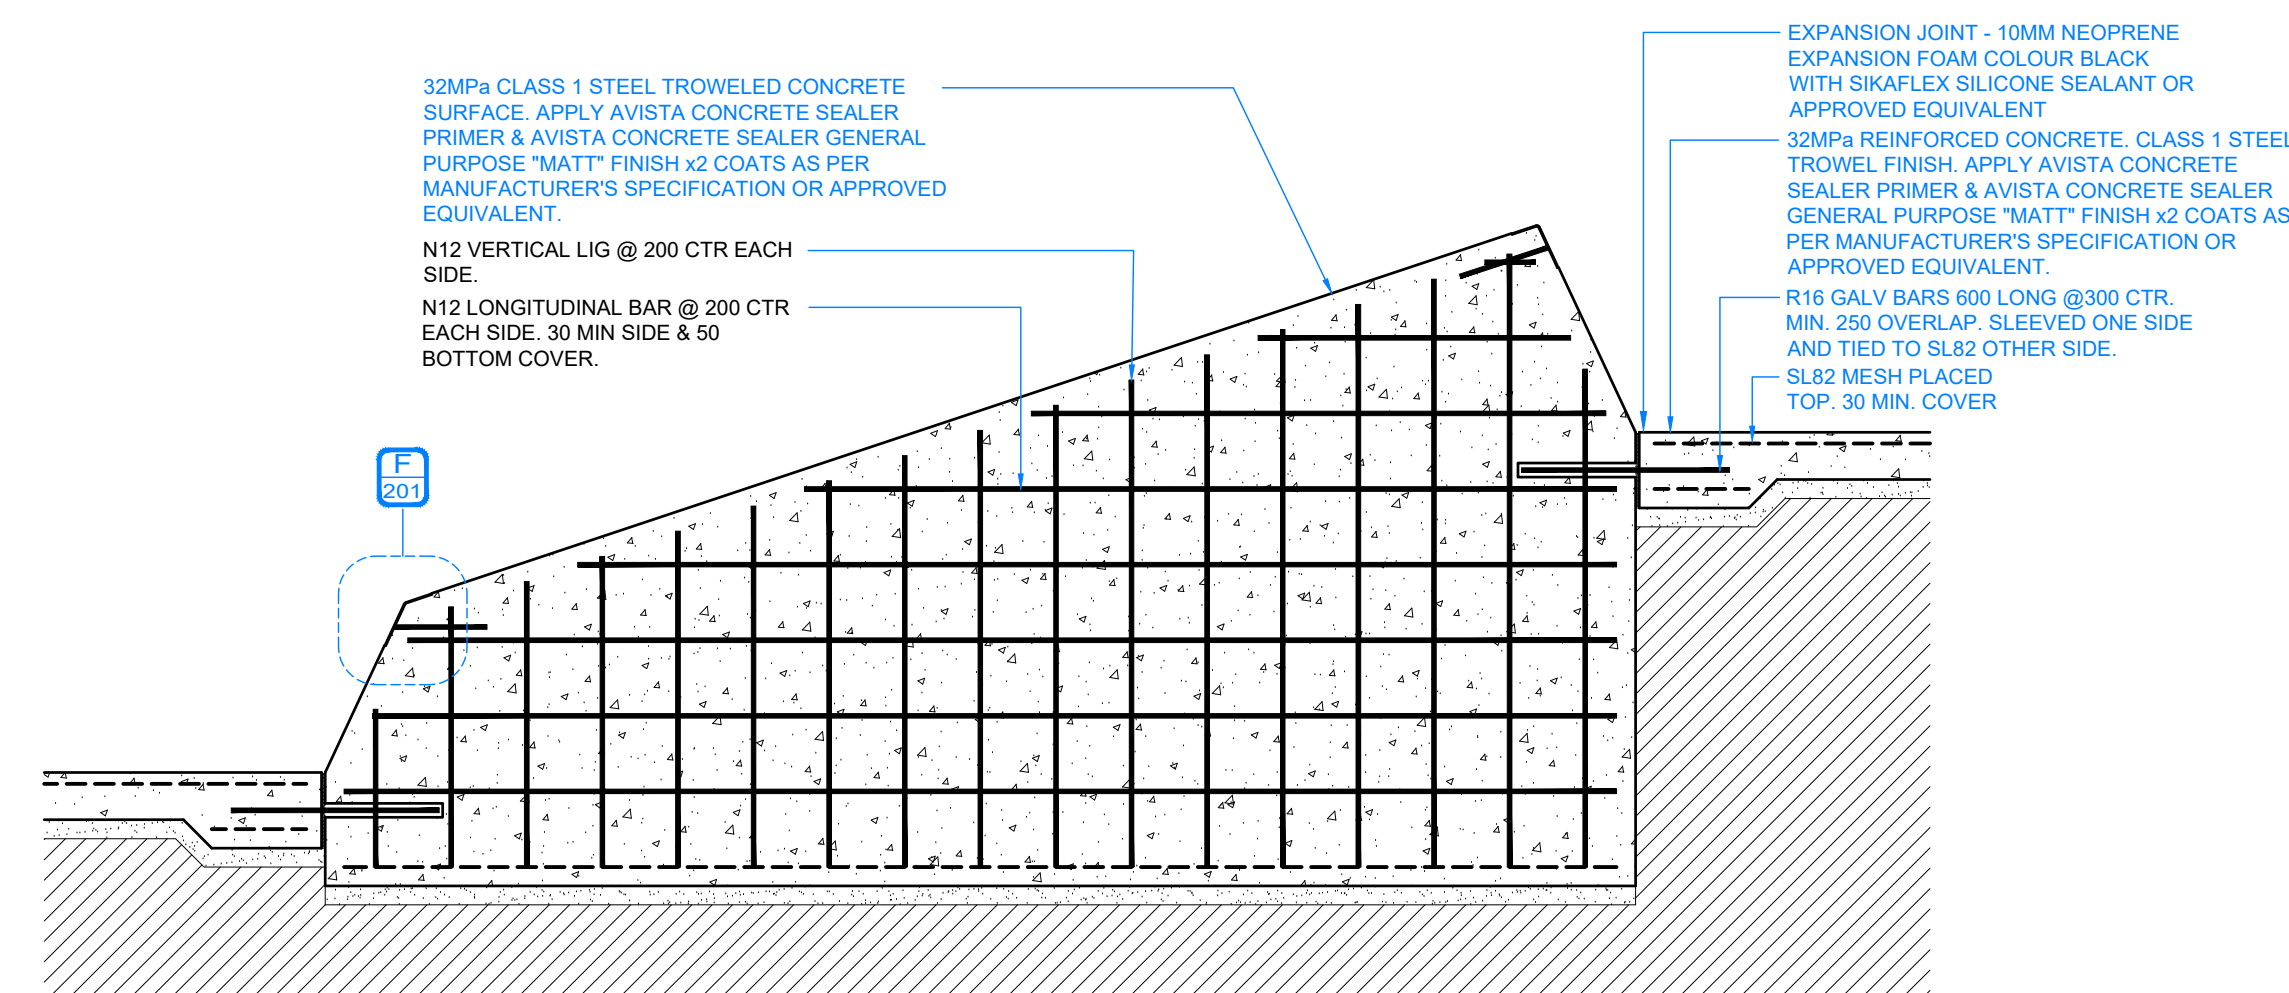 32MPa CLASS 1 STEEL TROWELED CONCRETE
SURFACE. APPLY AVISTA CONCRETE SEALER
PRIMER & AVISTA CONCRETE SEALER GENERAL
PURPOSE "MATT" FINISH x2 COATS AS PER
MANUFACTURER'S SPECIFICATION OR APPROVED
EQUIVALENT.
N12 VERTICAL LIG @ 200 CTR EACH
SIDE.
N12 LONGITUDINAL BAR @ 200 CTR
EACH SIDE. 30 MIN SIDE & 50
BOTTOM COVER.
F
201
EXPANSION JOINT - 10MM NEOPRENE
EXPANSION FOAM COLOUR BLACK
WITH SIKAFLEX SILICONE SEALANT OR
APPROVED EQUIVALENT
32MPa REINFORCED CONCRETE. CLASS 1 STEEL
TROWEL FINISH. APPLY AVISTA CONCRETE
SEALER PRIMER & AVISTA CONCRETE SEALER
GENERAL PURPOSE "MATT" FINISH x2 COATS AS
PER MANUFACTURER'S SPECIFICATION OR
APPROVED EQUIVALENT.
R16 GALV BARS 600 LONG @300 CTR.
MIN. 250 OVERLAP. SLEEVED ONE SIDE
AND TIED TO SL82 OTHER SIDE.
SL82 MESH PLACED
TOP. 30 MIN. COVER